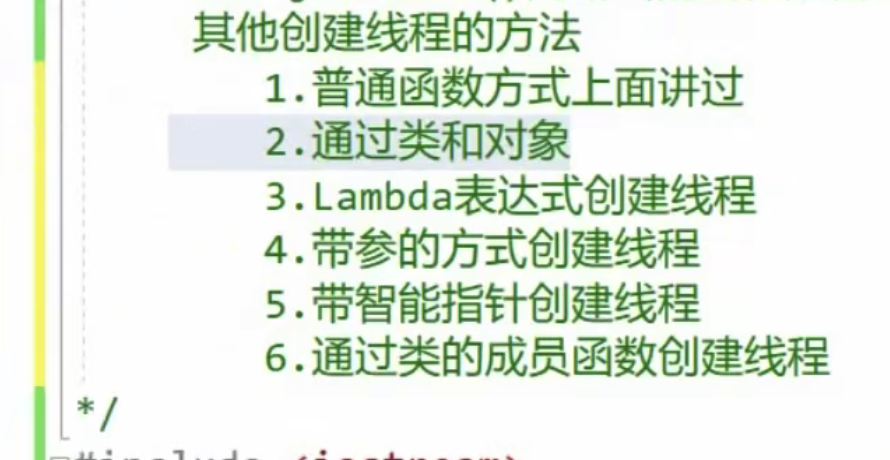 其他创建线程的方法
1.普通函数方式上面讲过
2.通过类和对象
3.Lambda表达式创建线程
4.带参的方式创建线程
5.带智能指针创建线程
6.通过类的成员函数创建线程
*/
#include <iostream>